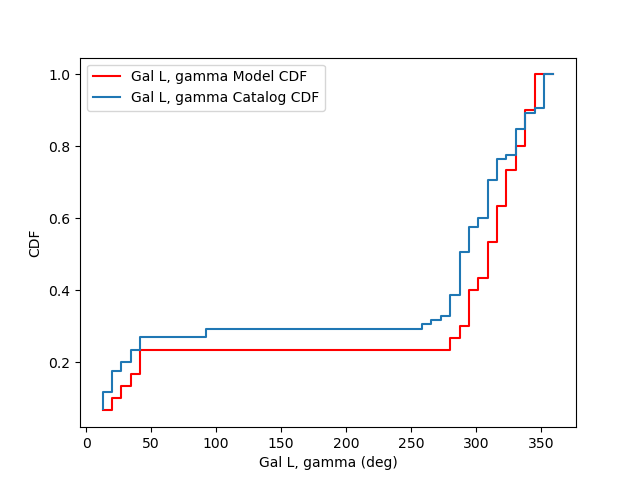 Gal L, gamma Model CDF
Gal L, gamma Catalog CDF
1.0
0.8
0.6
0.4
0.2
CDF
0 50 100 150 200 250 300 350
Gal L, gamma (deg)